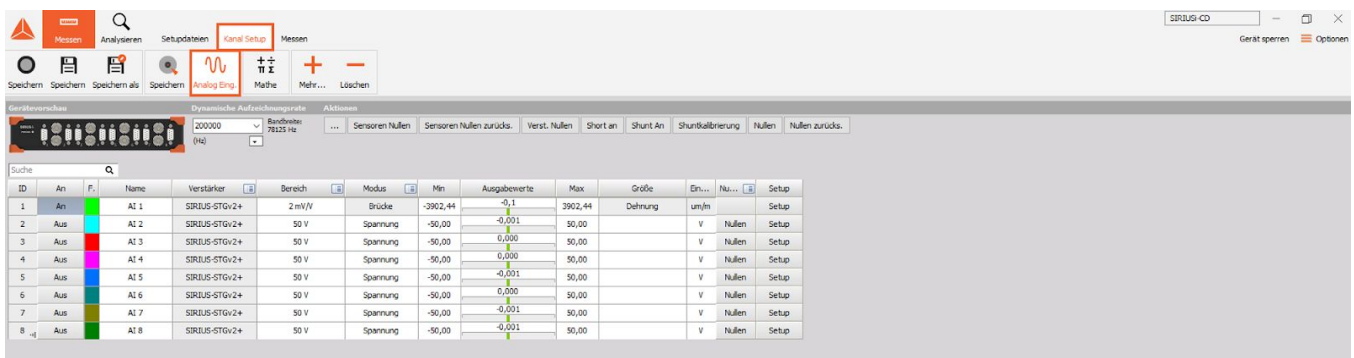 SIRIUSi-CD
Messen Analysieren Setupdateien Kanal Setup Messen Gerät sperren Optionen
Speichern Speichern Speichern als Speichern Analog Eing. Mathe Mehr... Löschen
Gerätevorschau Dynamische Aufzeichnungsrate Aktionen
200000 Bandbreite: ... Sensoren Nullen Sensoren Nullen zurücks. Verst. Nullen Short an Shunt An Shuntkalibrierung Nullen Nullen zurücks.
78125 Hz
(Hz)
Suche
ID An F. Name Verstärker Bereich Modus Min Ausgabewerte Max Größe Ein... Nu... Setup
1 An AI 1 SIRIUS-STGv2+ 2 mV/V Brücke -3902,44 -0,1 3902,44 Dehnung um/m Setup
2 Aus AI 2 SIRIUS-STGv2+ 50 V Spannung -50,00 -0,001 50,00 V Nullen Setup
3 Aus AI 3 SIRIUS-STGv2+ 50 V Spannung -50,00 0,000 50,00 V Nullen Setup
4 Aus AI 4 SIRIUS-STGv2+ 50 V Spannung -50,00 0,000 50,00 V Nullen Setup
5 Aus AI 5 SIRIUS-STGv2+ 50 V Spannung -50,00 -0,001 50,00 V Nullen Setup
6 Aus AI 6 SIRIUS-STGv2+ 50 V Spannung -50,00 0,000 50,00 V Nullen Setup
7 Aus AI 7 SIRIUS-STGv2+ 50 V Spannung -50,00 -0,001 50,00 V Nullen Setup
8 Aus AI 8 SIRIUS-STGv2+ 50 V Spannung -50,00 -0,001 50,00 V Nullen Setup